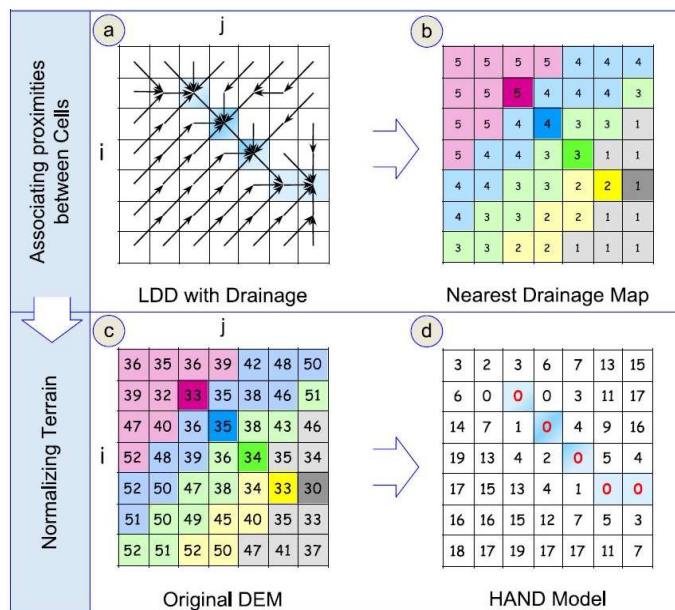 Associating proximities
between Cells
a
j
i
LDD with Drainage
b
5 5 5 5 4 4 4
5 5 5 4 4 4 3
5 5 4 4 3 3 1
5 4 4 3 3 1 1
4 4 3 3 2 2 1
4 3 3 2 2 1 1
3 3 2 2 1 1 1
Nearest Drainage Map
Normalizing Terrain
c
j
i
36 35 36 39 42 48 50
39 32 33 35 38 46 51
47 40 36 35 38 43 46
52 48 39 36 34 35 34
52 50 47 38 34 33 30
51 50 49 45 40 35 33
52 51 52 50 47 41 37
Original DEM
d
3 2 3 6 7 13 15
6 0 0 0 3 11 17
14 7 1 0 4 9 16
19 13 4 2 0 5 4
17 15 13 4 1 0 0
16 16 15 12 7 5 3
18 17 19 17 17 11 7
HAND Model